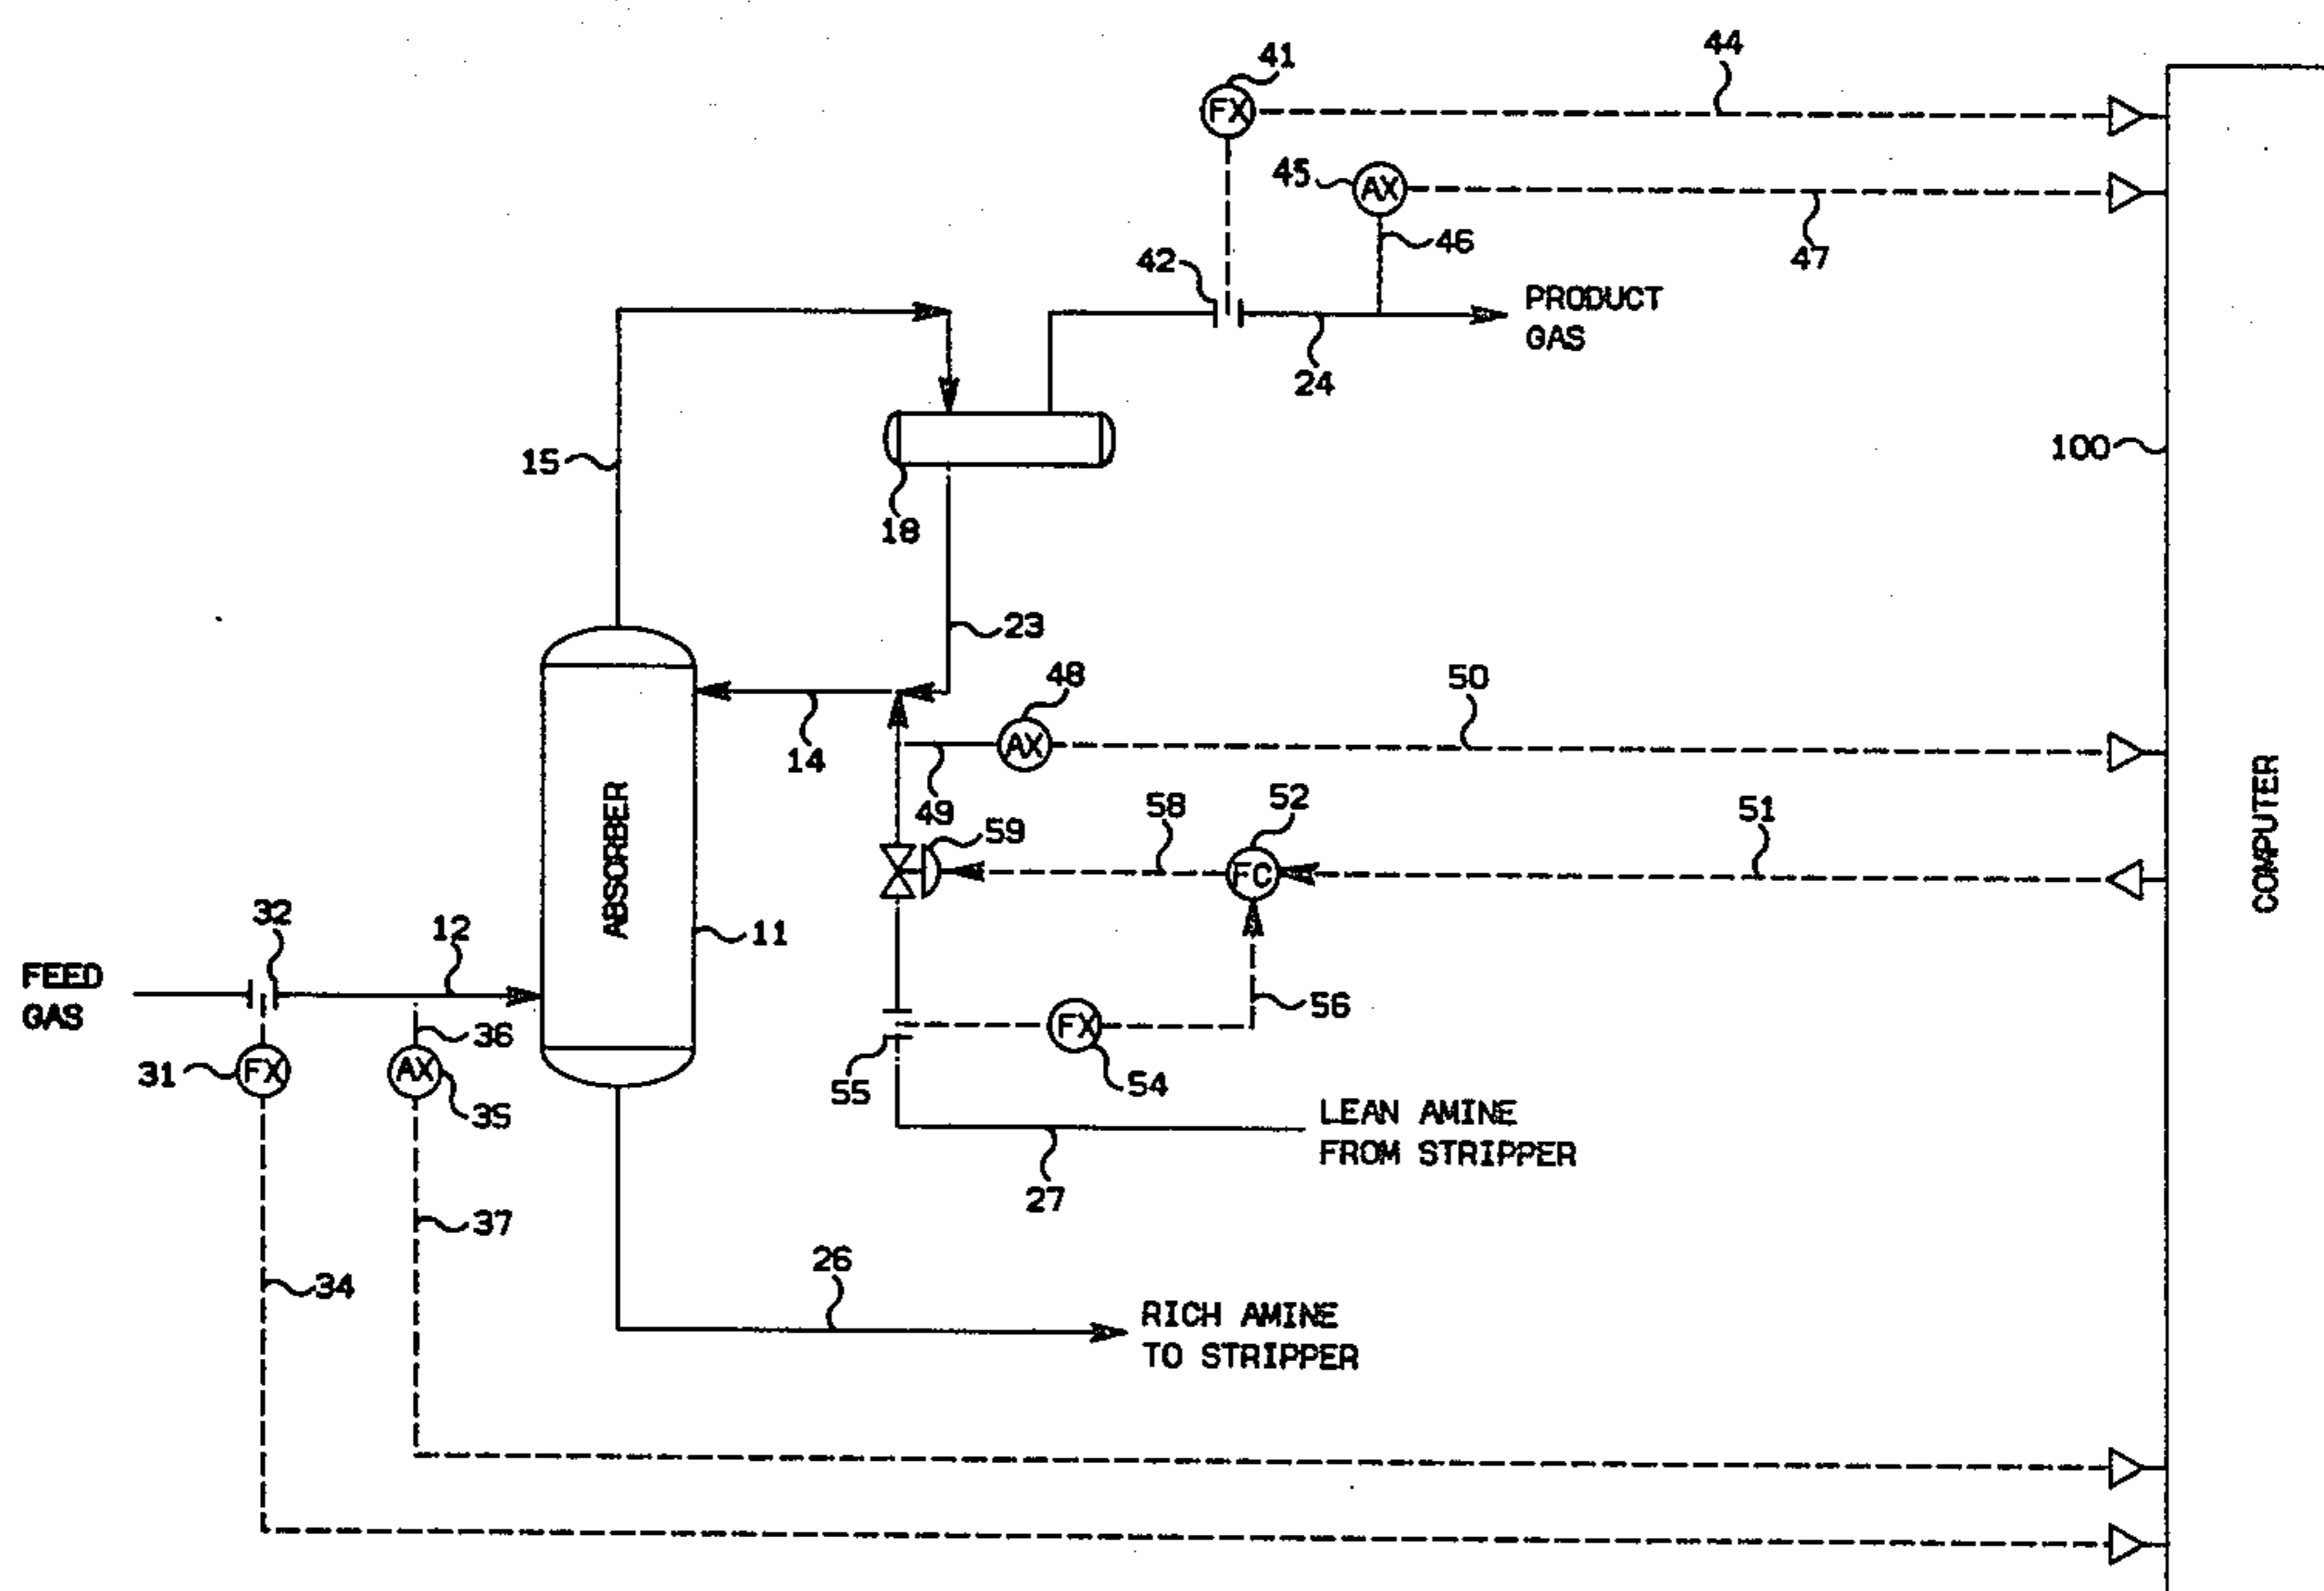 41
44
FX
45
AX
46
47
42
PRODUCT
GAS
24
15
18
100
23
48
50
AX
14
49
58
52
51
59
FC
ABSORBER
COMPUTER
32
12
11
FEED
GAS
36
56
31
FX
AX
35
55
FX
54
LEAN AMINE
FROM STRIPPER
27
37
34
26
RICH AMINE
TO STRIPPER